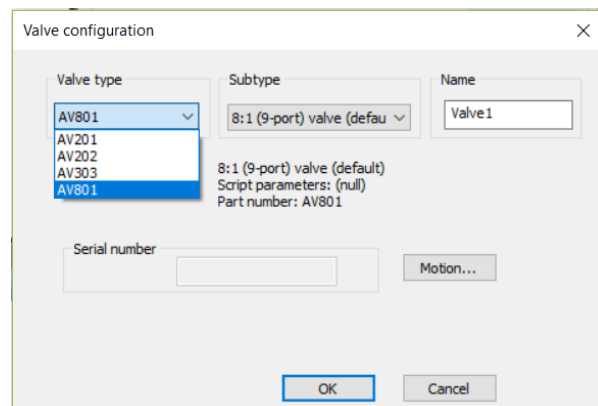 Valve configuration
Valve type
Subtype
Name
AV801
8:1 (9-port) valve (defau
Valve1
AV201
AV202
AV303
AV801
8:1 (9-port) valve (default)
Script parameters: (null)
Part number: AV801
Serial number
Motion...
OK
Cancel